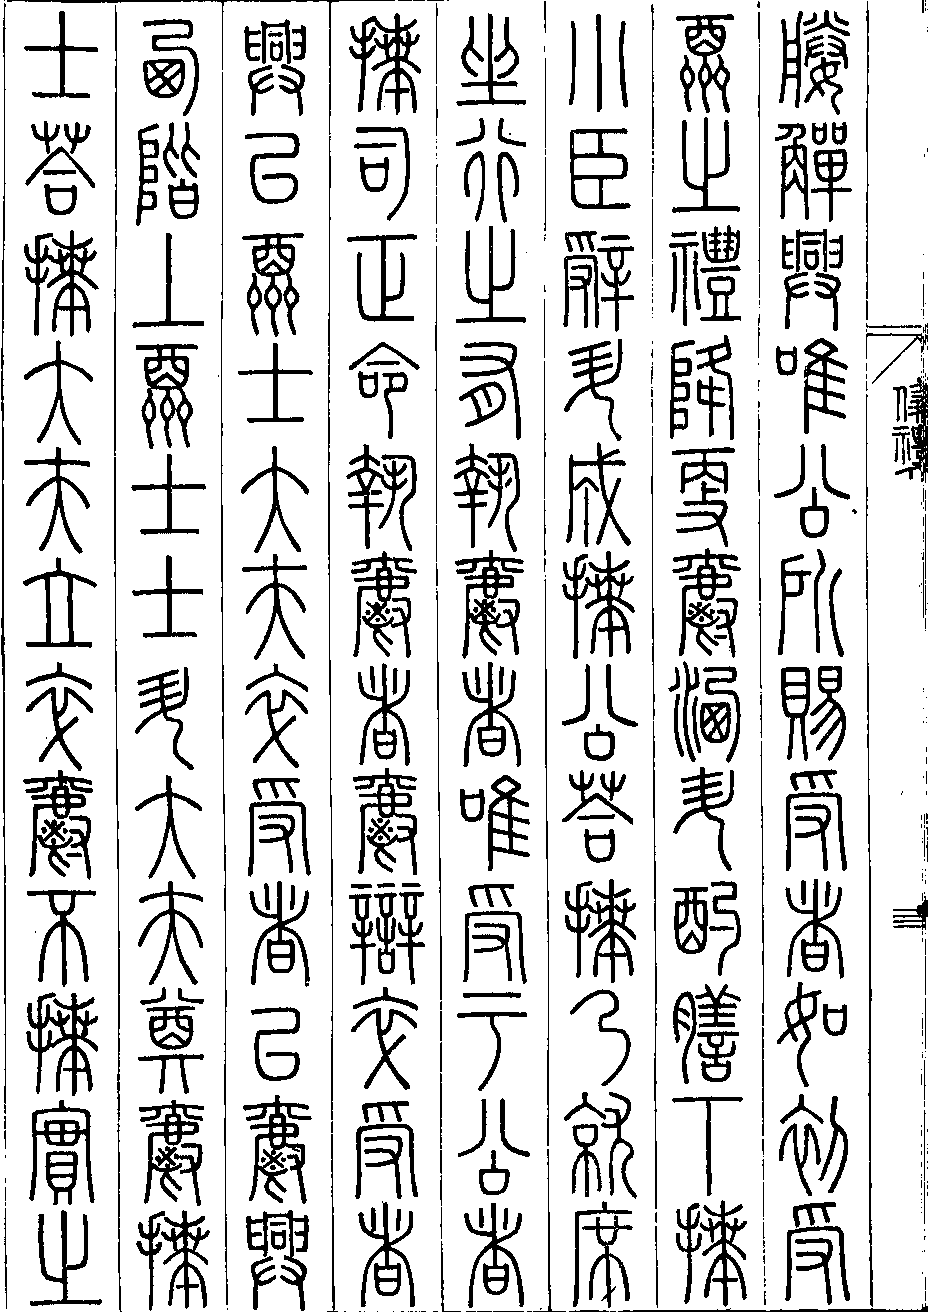 儀禮
媵觶興唯公所賜受者如初受
酬之禮降更爵洗升酌膳下拜
小臣辭升成拜公荅拜乃就席
坐行之有執爵者唯受于公者
拜司正命執爵者爵辯卒受者
興以酬士大夫卒受者以爵興
西階上酬士士升大夫奠爵拜
士荅拜大夫立卒爵不拜實之